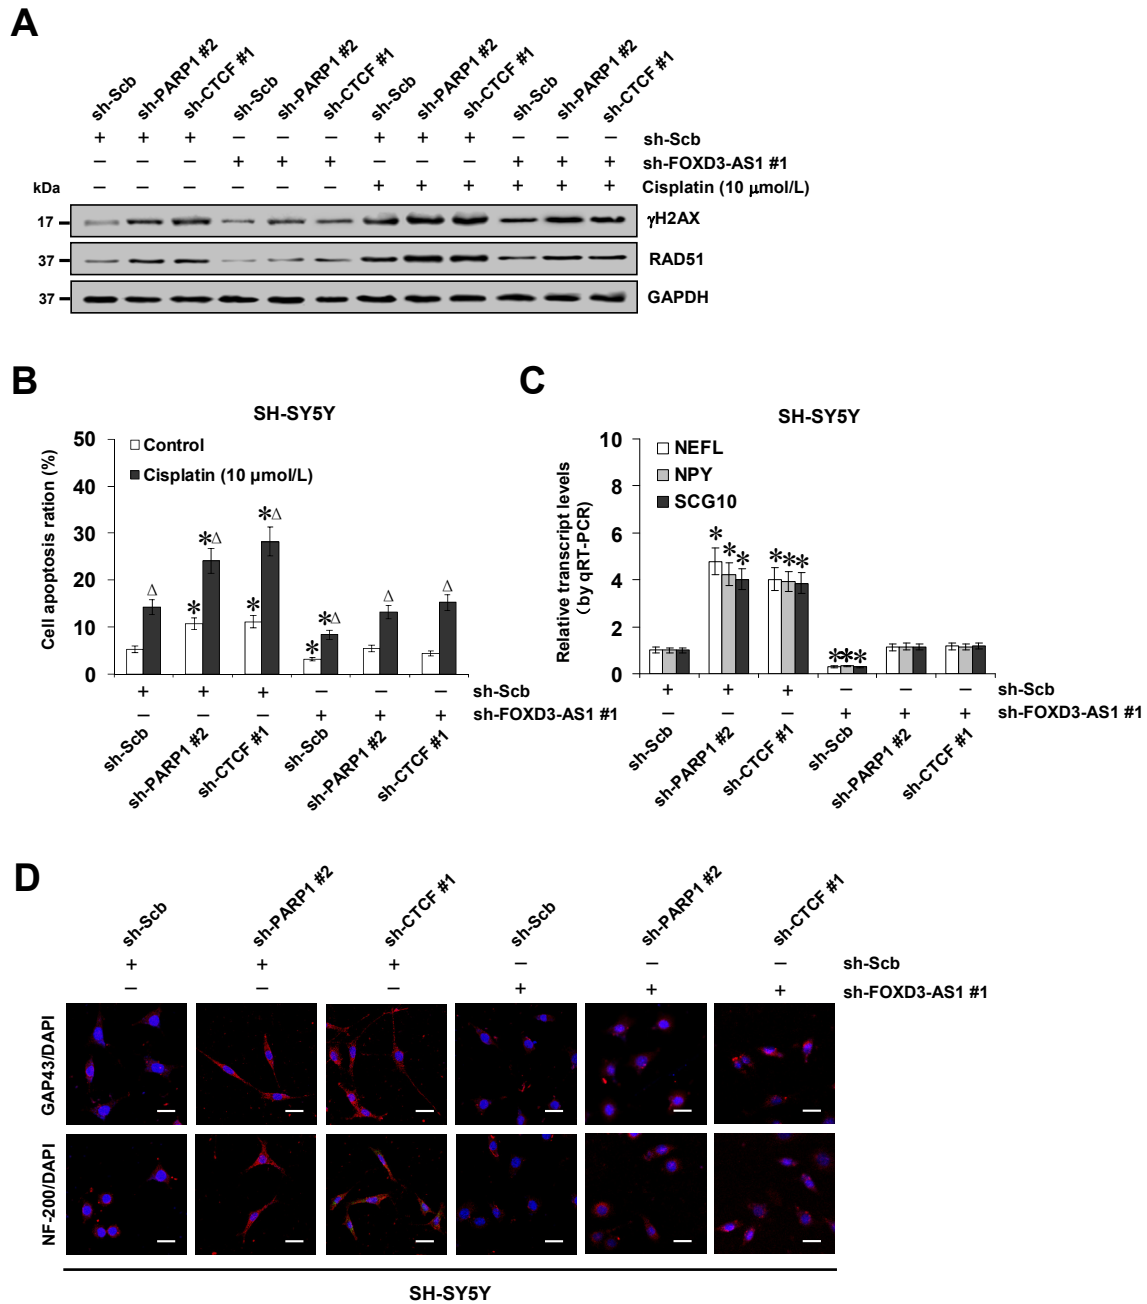 A
sh-Scb sh-PARP1 #2 sh-CTCF #1 sh-Scb sh-PARP1 #2 sh-CTCF #1 sh-Scb sh-PARP1 #2 sh-CTCF #1 sh-Scb sh-PARP1 #2 sh-CTCF #1
+ + + – – – + + + – – – sh-Scb
– – – + + + – – – + + + sh-FOXD3-AS1 #1
kDa – – – – – – + + + + + + Cisplatin (10 μmol/L)
17 γH2AX
37 RAD51
37 GAPDH
B
SH-SY5Y
Control
Cisplatin (10 μmol/L)
Cell apoptosis ration (%)
50
40
30
20
10
0
Δ * *Δ * *Δ * *Δ Δ Δ
+ + + – – – sh-Scb
– – – + + + sh-FOXD3-AS1 #1
sh-Scb sh-PARP1 #2 sh-CTCF #1 sh-Scb sh-PARP1 #2 sh-CTCF #1
C
SH-SY5Y
NEFL
NPY
SCG10
Relative transcript levels
(by qRT-PCR)
10
8
6
4
2
0
* * * * * * * * *
+ + + – – – sh-Scb
– – – + + + sh-FOXD3-AS1 #1
sh-Scb sh-PARP1 #2 sh-CTCF #1 sh-Scb sh-PARP1 #2 sh-CTCF #1
D
sh-Scb sh-PARP1 #2 sh-CTCF #1 sh-Scb sh-PARP1 #2 sh-CTCF #1
+ + + – – – sh-Scb
– – – + + + sh-FOXD3-AS1 #1
GAP43/DAPI
NF-200/DAPI
SH-SY5Y